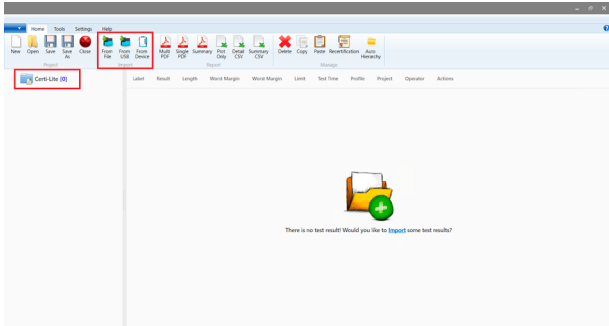 Home Tools Settings Help
New Open Save Save As Close From File From USB From Device Multi PDF Single PDF Summary Plot Only Detail CSV Summary CSV Delete Copy Paste Recertification Auto Hierarchy
Project Import Report Manage
Certi-Lite (0)
Label Result Length Worst Margin Worst Margin Limit Test Time Profile Project Operator Actions
There is no test result! Would you like to Import some test results?